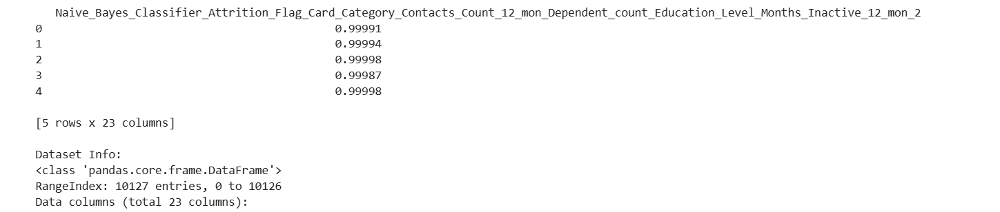 Naive_Bayes_Classifier_Attrition_Flag_Card_Category_Contacts_Count_12_mon_Dependent_count_Education_Level_Months_Inactive_12_mon_2
0 0.99991
1 0.99994
2 0.99998
3 0.99987
4 0.99998
[5 rows x 23 columns]
Dataset Info:
<class 'pandas.core.frame.DataFrame'>
RangeIndex: 10127 entries, 0 to 10126
Data columns (total 23 columns):